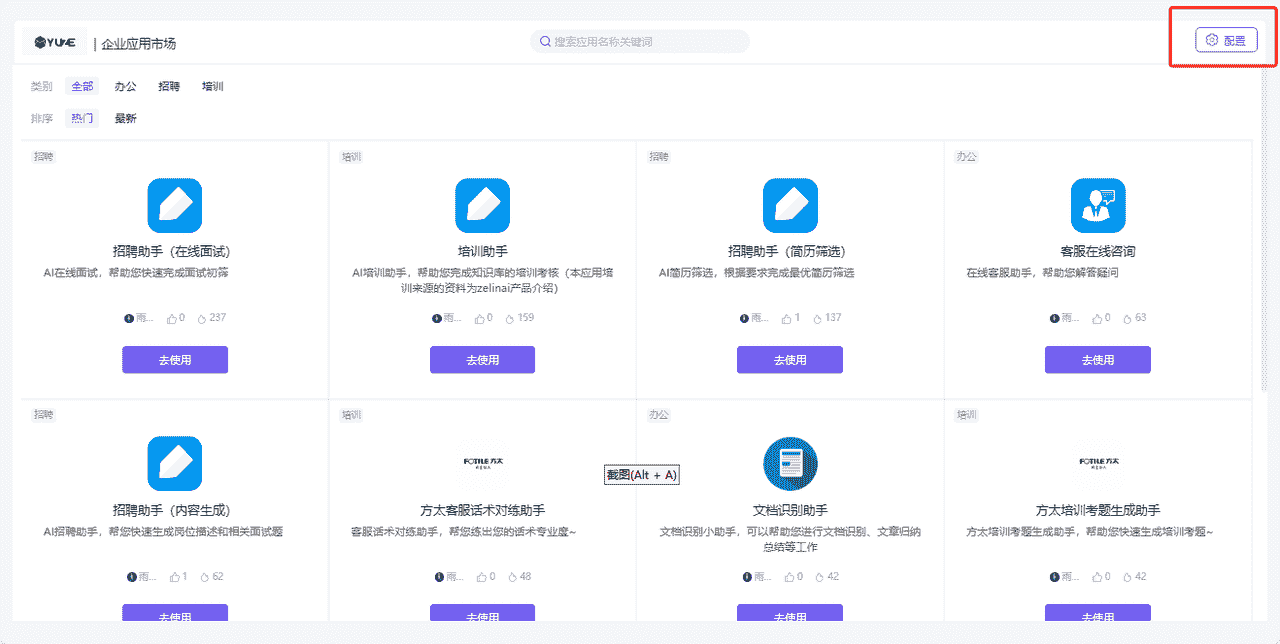 YUVE | 企业应用市场
搜索应用名称关键词
配置
类别 全部 办公 招聘 培训
排序 热门 最新
招聘
招聘助手（在线面试）
AI在线面试，帮助您快速完成面试初筛
雨... 0 237
去使用
培训
培训助手
AI培训助手，帮助您完成知识库的培训考核（本应用培
训来源的资料为zelinai产品介绍）
雨... 0 159
去使用
招聘
招聘助手（简历筛选）
AI简历筛选，根据要求完成最优简历筛选
雨... 1 137
去使用
办公
客服在线咨询
在线客服助手，帮助您解答疑问
雨... 0 63
去使用
招聘
招聘助手（内容生成）
AI招聘助手，帮您快速生成岗位描述和相关面试题
雨... 1 62
去使用
培训
FOTILE 方太
方太客服话术对练助手
客服话术对练助手，帮您练出您的话术专业度~
雨... 0 48
去使用
办公
文档识别助手
文档识别小助手，可以帮助您进行文档识别、文章归纳
总结等工作
雨... 0 42
去使用
培训
FOTILE 方太
方太培训考题生成助手
方太培训考题生成助手，帮助您快速生成培训考题~
雨... 0 42
去使用
截图(Alt + A)